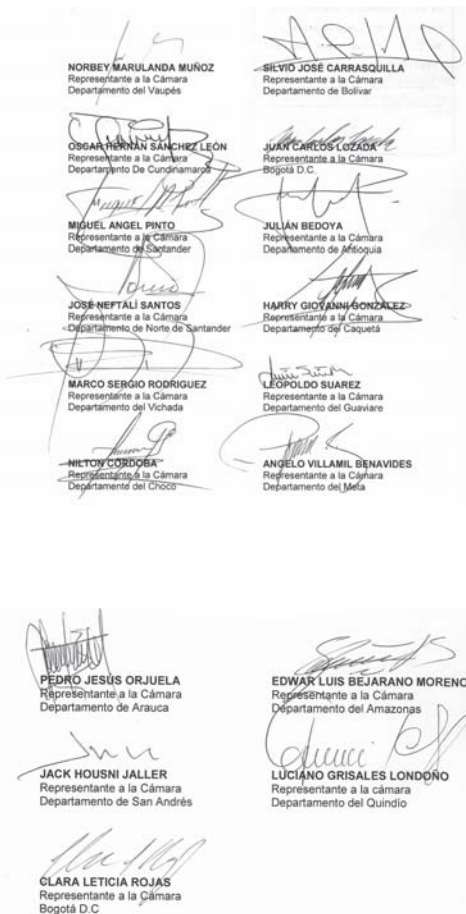 NORBEY MARULANDA MUÑOZ
Representante a la Cámara
Departamento del Vaupés
SILVIO JOSÉ CARRASQUILLA
Representante a la Cámara
Departamento de Bolívar
OSCAR HERNÁN SÁNCHEZ LEÓN
Representante a la Cámara
Departamento De Cundinamarca
JUAN CARLOS LOZADA
Representante a la Cámara
Bogotá D.C.
MIGUEL ANGEL PINTO
Representante a la Cámara
Departamento de Santander
JULIÁN BEDOYA
Representante a la Cámara
Departamento de Antioquia
JOSÉ NEFTALÍ SANTOS
Representante a la Cámara
Departamento de Norte de Santander
HARRY GIOVANNI GONZÁLEZ
Representante a la Cámara
Departamento del Caquetá
MARCO SERGIO RODRIGUEZ
Representante a la Cámara
Departamento del Vichada
LEOPOLDO SUAREZ
Representante a la Cámara
Departamento del Guaviare
NILTON CÓRDOBA
Representante a la Cámara
Departamento del Choco
ANGELO VILLAMIL BENAVIDES
Representante a la Cámara
Departamento del Meta
PEDRO JESÚS ORJUELA
Representante a la Cámara
Departamento de Arauca
EDWAR LUIS BEJARANO MORENO
Representante a la Cámara
Departamento del Amazonas
JACK HOUSNI JALLER
Representante a la Cámara
Departamento de San Andrés
LUCIANO GRISALES LONDOÑO
Representante a la cámara
Departamento del Quindío
CLARA LETICIA ROJAS
Representante a la Cámara
Bogotá D.C